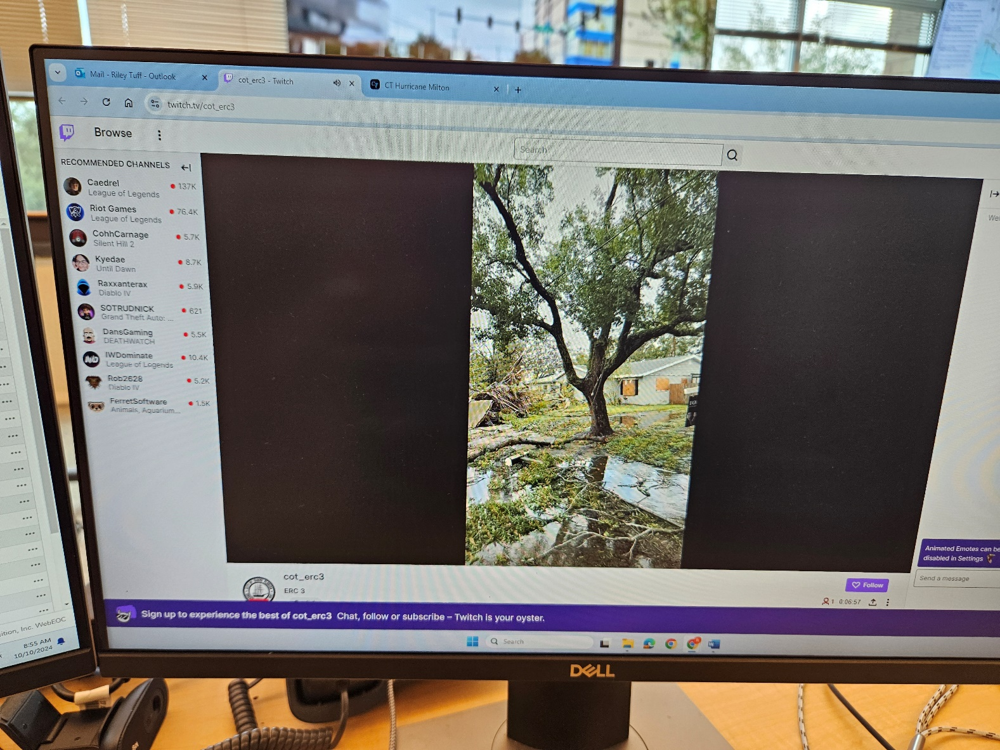 Mail - Riley Tuff - Outlook
cot_erc3 - Twitch
CT Hurricane Milton
twitch.tv/cot_erc3
Browse
Search
RECOMMENDED CHANNELS
Caedrel
137K
League of Legends
Riot Games
76.4K
League of Legends
CohhCarnage
5.7K
Silent Hill 2
Kyedae
8.7K
Until Dawn
Raxxanterax
5.9K
Diablo IV
SOTRUDNICK
621
Grand Theft Auto: ...
DansGaming
5.5K
DEATHWATCH
IWDominate
10.4K
League of Legends
Rob2628
5.2K
Diablo IV
FerretSoftware
1.5K
Animals, Aquarium...
Animated Emotes can be
disabled in Settings
Send a message
cot_erc3
ERC 3
Follow
1 0:06:57
Sign up to experience the best of cot_erc3 Chat, follow or subscribe – Twitch is your oyster.
Inc. WebEOC
8:55 AM
10/10/2024
Search
DELL